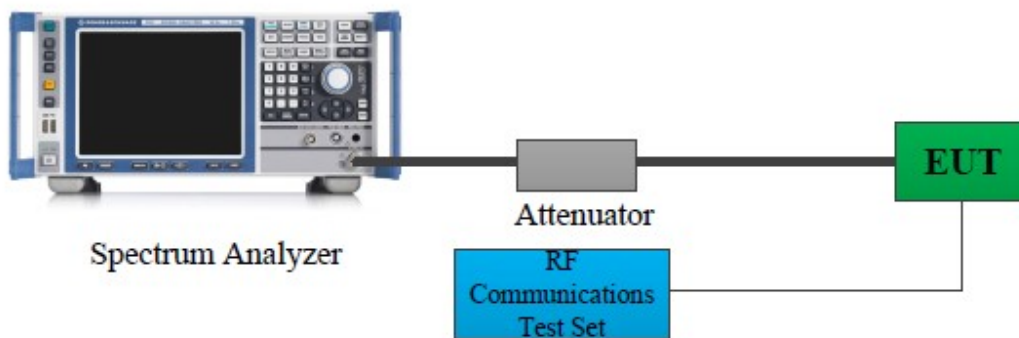 EUT
Attenuator
Spectrum Analyzer
RF
Communications
Test Set